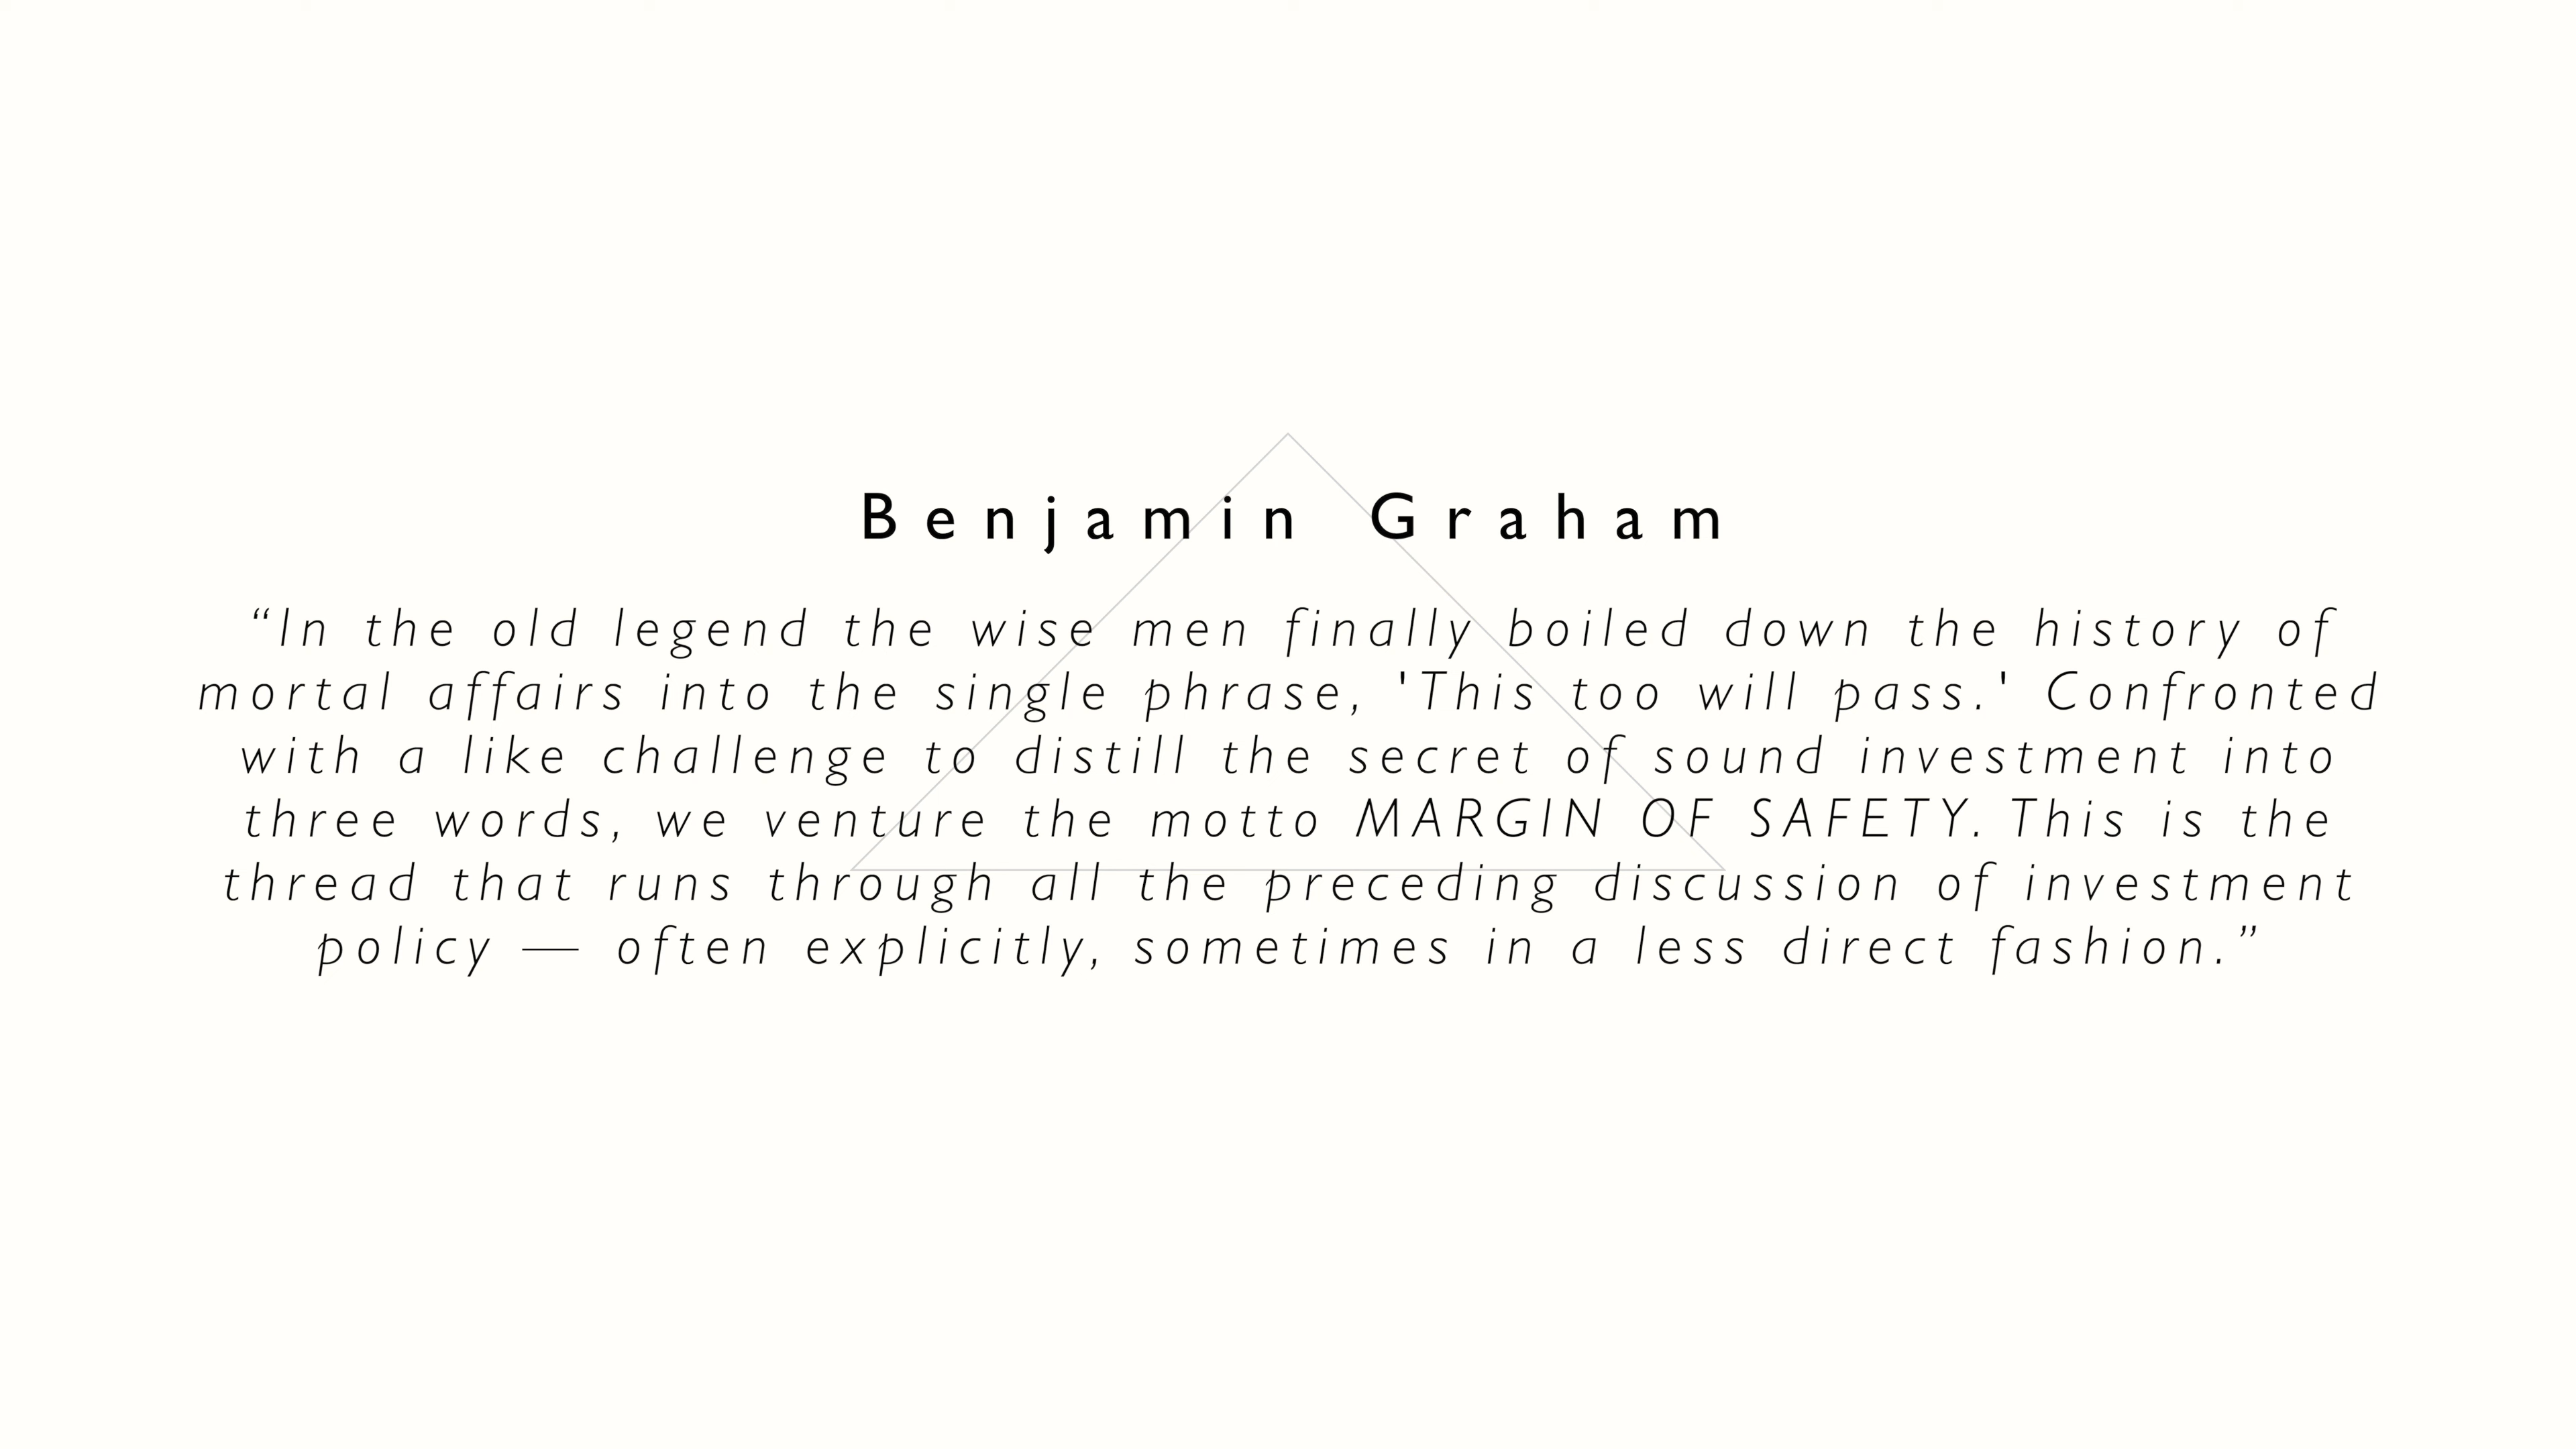 Benjamin Graham
“In the old legend the wise men finally boiled down the history of
mortal affairs into the single phrase, 'This too will pass.' Confronted
with a like challenge to distill the secret of sound investment into
three words, we venture the motto MARGIN OF SAFETY. This is the
thread that runs through all the preceding discussion of investment
policy — often explicitly, sometimes in a less direct fashion.”